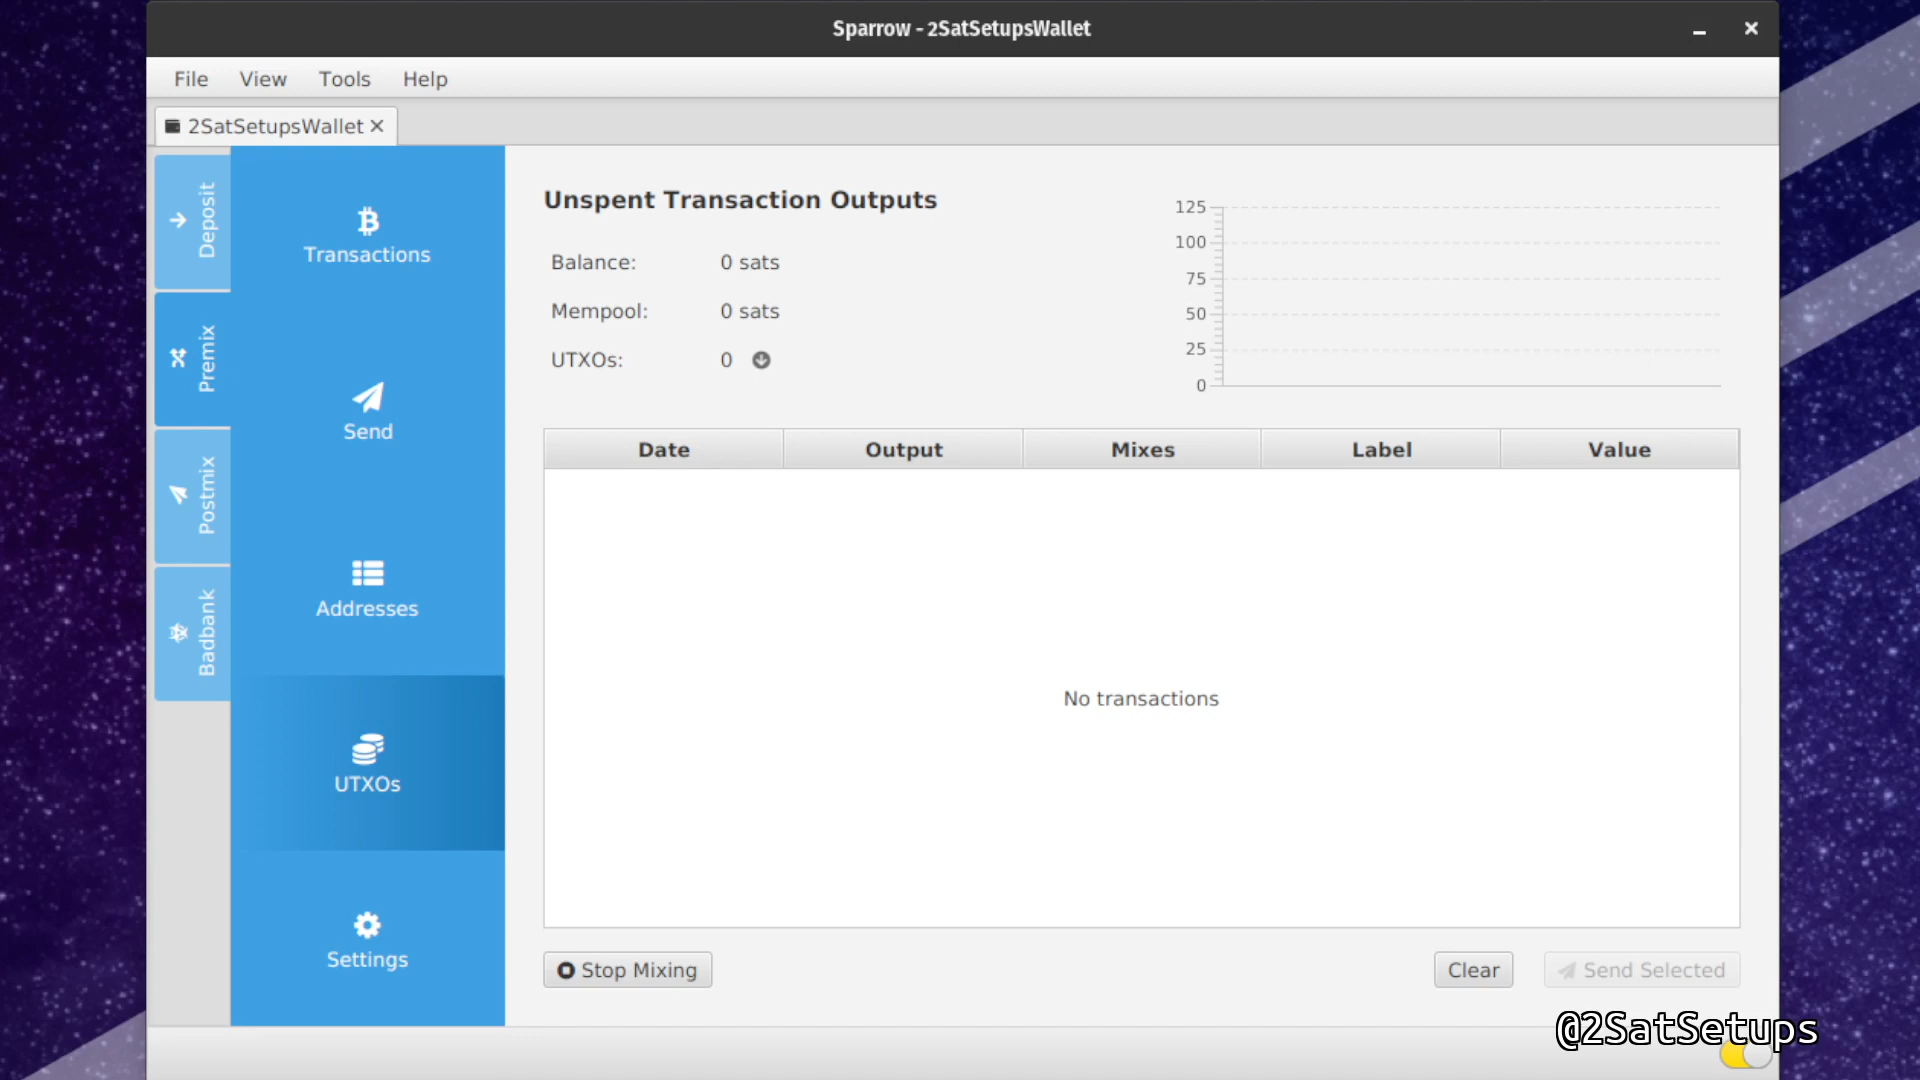 Sparrow - 2SatSetupsWallet
File View Tools Help
2SatSetupsWallet
Deposit
Premix
Postmix
Badbank
Transactions
Send
Addresses
UTXOs
Settings
Unspent Transaction Outputs
Balance: 0 sats
Mempool: 0 sats
UTXOs: 0
125
100
75
50
25
0
Date Output Mixes Label Value
No transactions
Stop Mixing
Clear
Send Selected
@2SatSetups